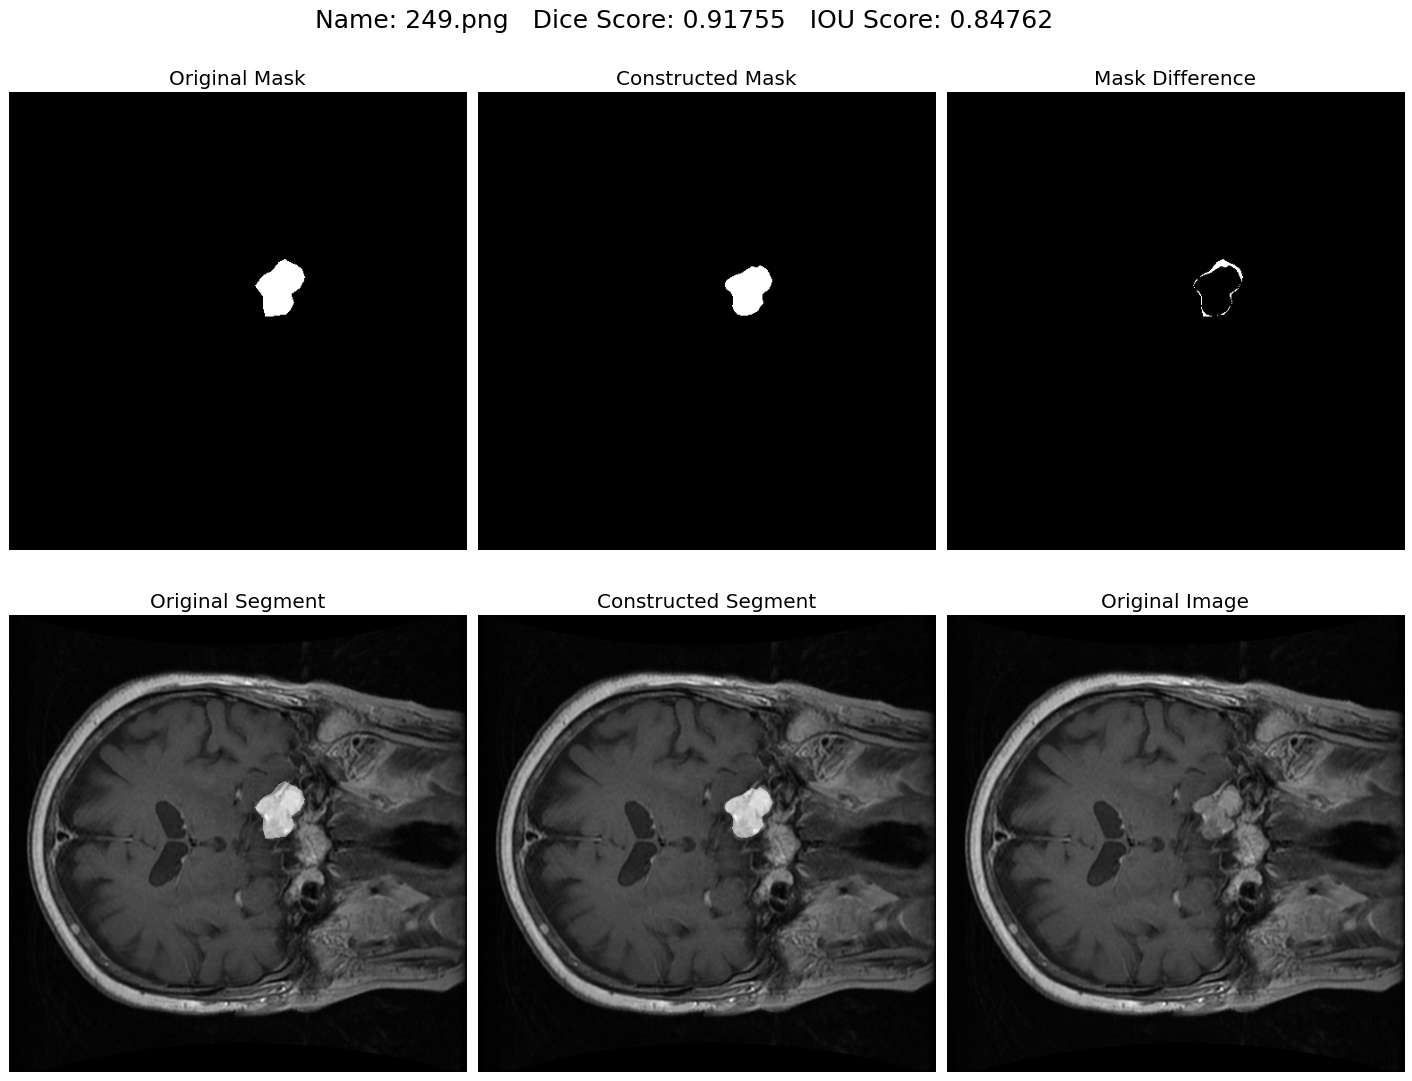 Name: 249.png   Dice Score: 0.91755   IOU Score: 0.84762
Original Mask
Constructed Mask
Mask Difference
Original Segment
Constructed Segment
Original Image